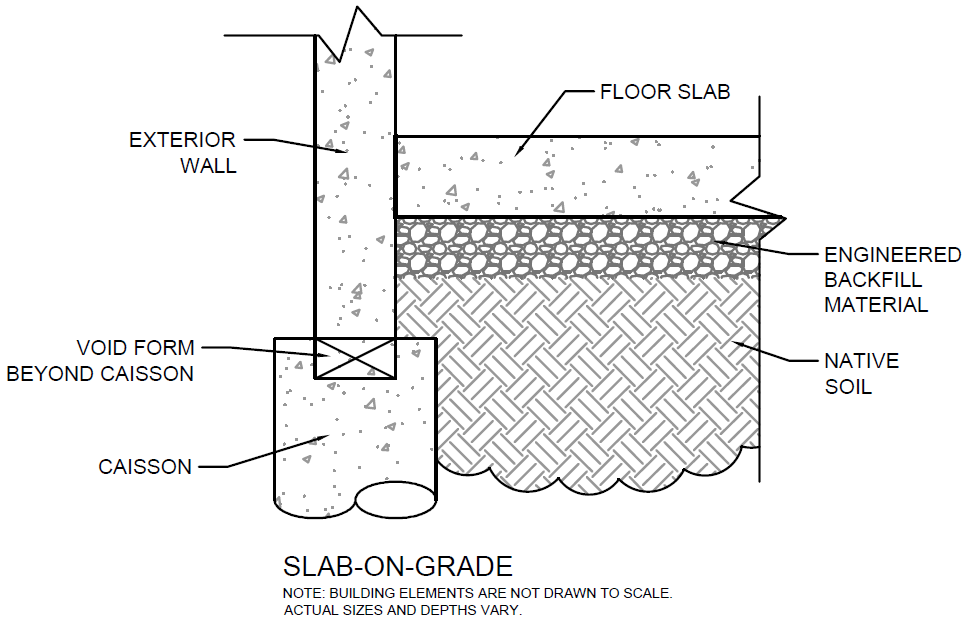 FLOOR SLAB
EXTERIOR
WALL
ENGINEERED
BACKFILL
MATERIAL
VOID FORM
BEYOND CAISSON
NATIVE
SOIL
CAISSON
SLAB-ON-GRADE
NOTE: BUILDING ELEMENTS ARE NOT DRAWN TO SCALE.
ACTUAL SIZES AND DEPTHS VARY.